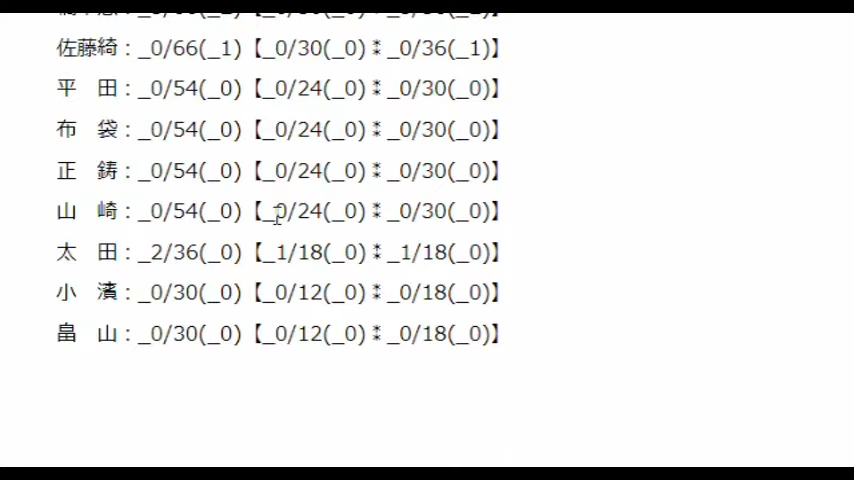 佐藤綺：_0/66(_1)【_0/30(_0)⁑_0/36(_1)】
平　田：_0/54(_0)【_0/24(_0)⁑_0/30(_0)】
布　袋：_0/54(_0)【_0/24(_0)⁑_0/30(_0)】
正　鋳：_0/54(_0)【_0/24(_0)⁑_0/30(_0)】
山　崎：_0/54(_0)【_0/24(_0)⁑_0/30(_0)】
太　田：_2/36(_0)【_1/18(_0)⁑_1/18(_0)】
小　濱：_0/30(_0)【_0/12(_0)⁑_0/18(_0)】
畠　山：_0/30(_0)【_0/12(_0)⁑_0/18(_0)】